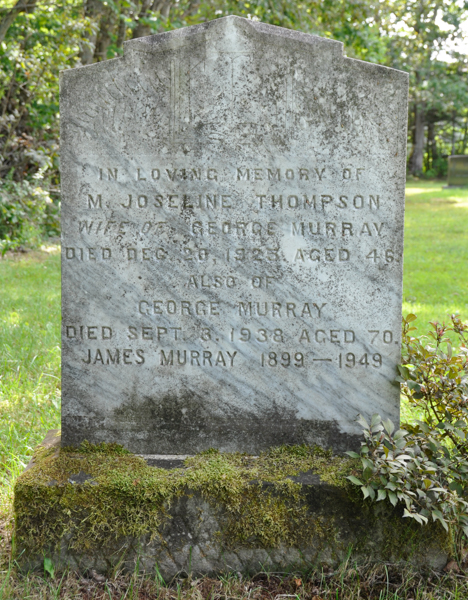 IN LOVING MEMORY OF
M. JOSELINE THOMPSON
WIFE OF GEORGE MURRAY
DIED DEC. 20, 1923 AGED 46
ALSO OF
GEORGE MURRAY
DIED SEPT. 3, 1938 AGED 70.
JAMES MURRAY 1899 — 1949